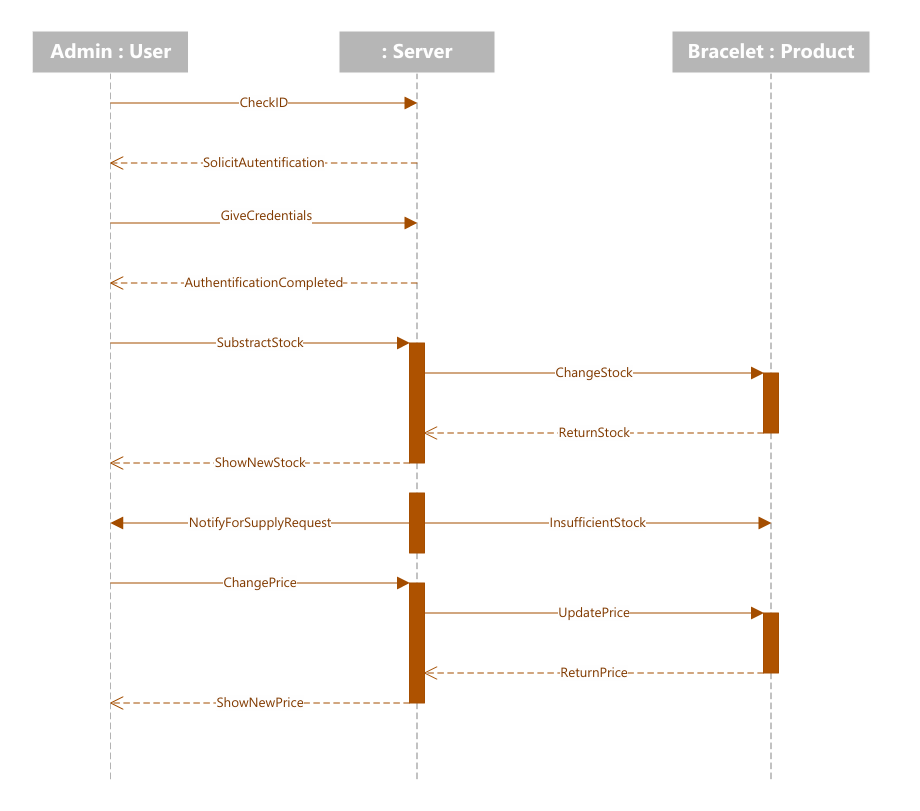 Admin : User
: Server
Bracelet : Product
CheckID
SolicitAutentification
GiveCredentials
AuthentificationCompleted
SubstractStock
ChangeStock
ReturnStock
ShowNewStock
NotifyForSupplyRequest
InsufficientStock
ChangePrice
UpdatePrice
ReturnPrice
ShowNewPrice